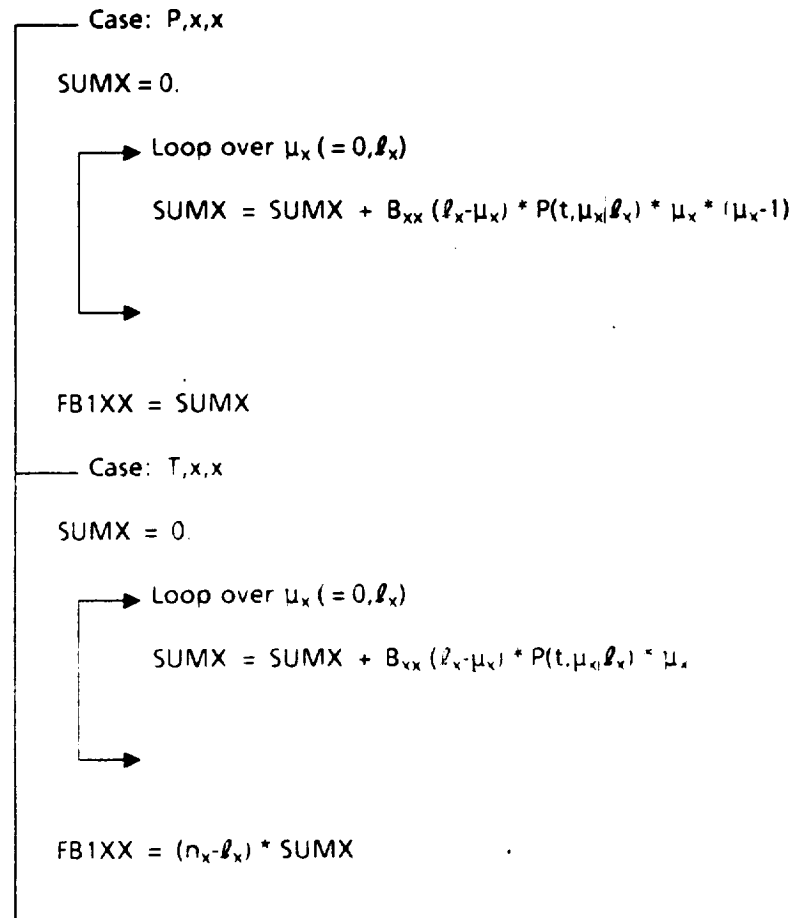 Case: P,x,x
SUMX = 0.
Loop over μₓ ( = 0,ℓₓ)
SUMX = SUMX + Bₓₓ (ℓₓ-μₓ) * P(t,μₓ|ℓₓ) * μₓ * (μₓ-1)
FB1XX = SUMX
Case: T,x,x
SUMX = 0.
Loop over μₓ ( = 0,ℓₓ)
SUMX = SUMX + Bₓₓ (ℓₓ-μₓ) * P(t,μₓ|ℓₓ) * μₓ
FB1XX = (nₓ-ℓₓ) * SUMX